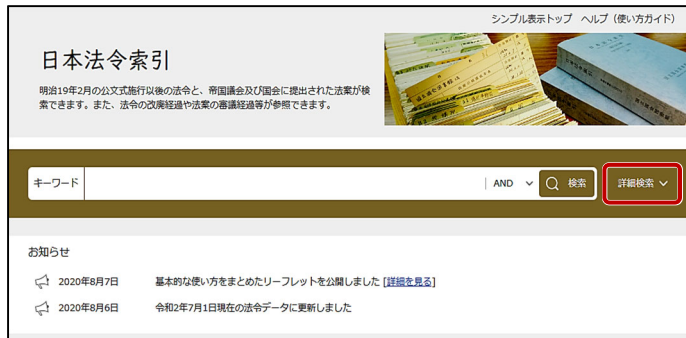 シンプル表示トップ ヘルプ（使い方ガイド）
日本法令索引
明治19年2月の公文式施行以後の法令と、帝国議会及び国会に提出された法案が検
索できます。また、法令の改廃経過や法案の審議経過等が参照できます。
キーワード AND 検索 詳細検索
お知らせ
2020年8月7日 基本的な使い方をまとめたリーフレットを公開しました [詳細を見る]
2020年8月6日 令和2年7月1日現在の法令データに更新しました